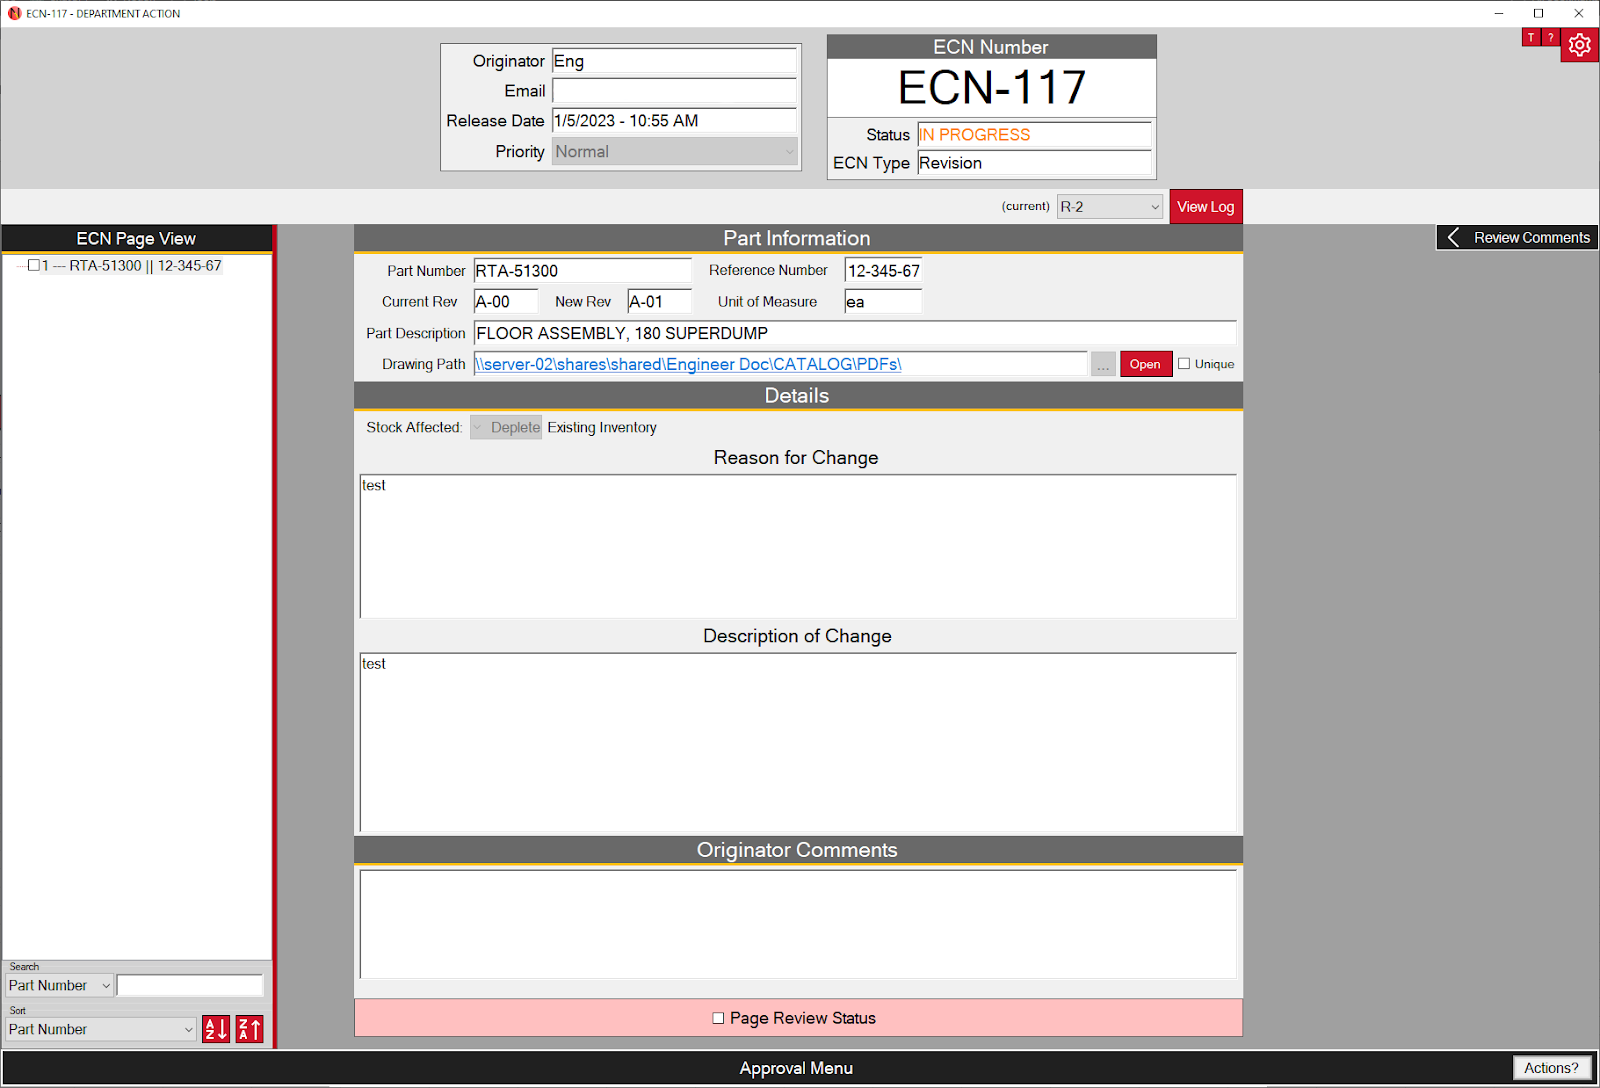 ECN-117 - DEPARTMENT ACTION
Originator Eng
Email
Release Date 1/5/2023 - 10:55 AM
Priority Normal
ECN Number
ECN-117
Status IN PROGRESS
ECN Type Revision
T ?
(current) R-2 View Log
ECN Page View
1 --- RTA-51300 || 12-345-67
Part Information
Review Comments
Part Number RTA-51300 Reference Number 12-345-67
Current Rev A-00 New Rev A-01 Unit of Measure ea
Part Description FLOOR ASSEMBLY, 180 SUPERDUMP
Drawing Path \\server-02\shares\shared\Engineer Doc\CATALOG\PDFs\ ... Open Unique
Details
Stock Affected: Deplete Existing Inventory
Reason for Change
test
Description of Change
test
Originator Comments
Page Review Status
Search
Part Number
Sort
Part Number A Z Z A
Approval Menu
Actions?